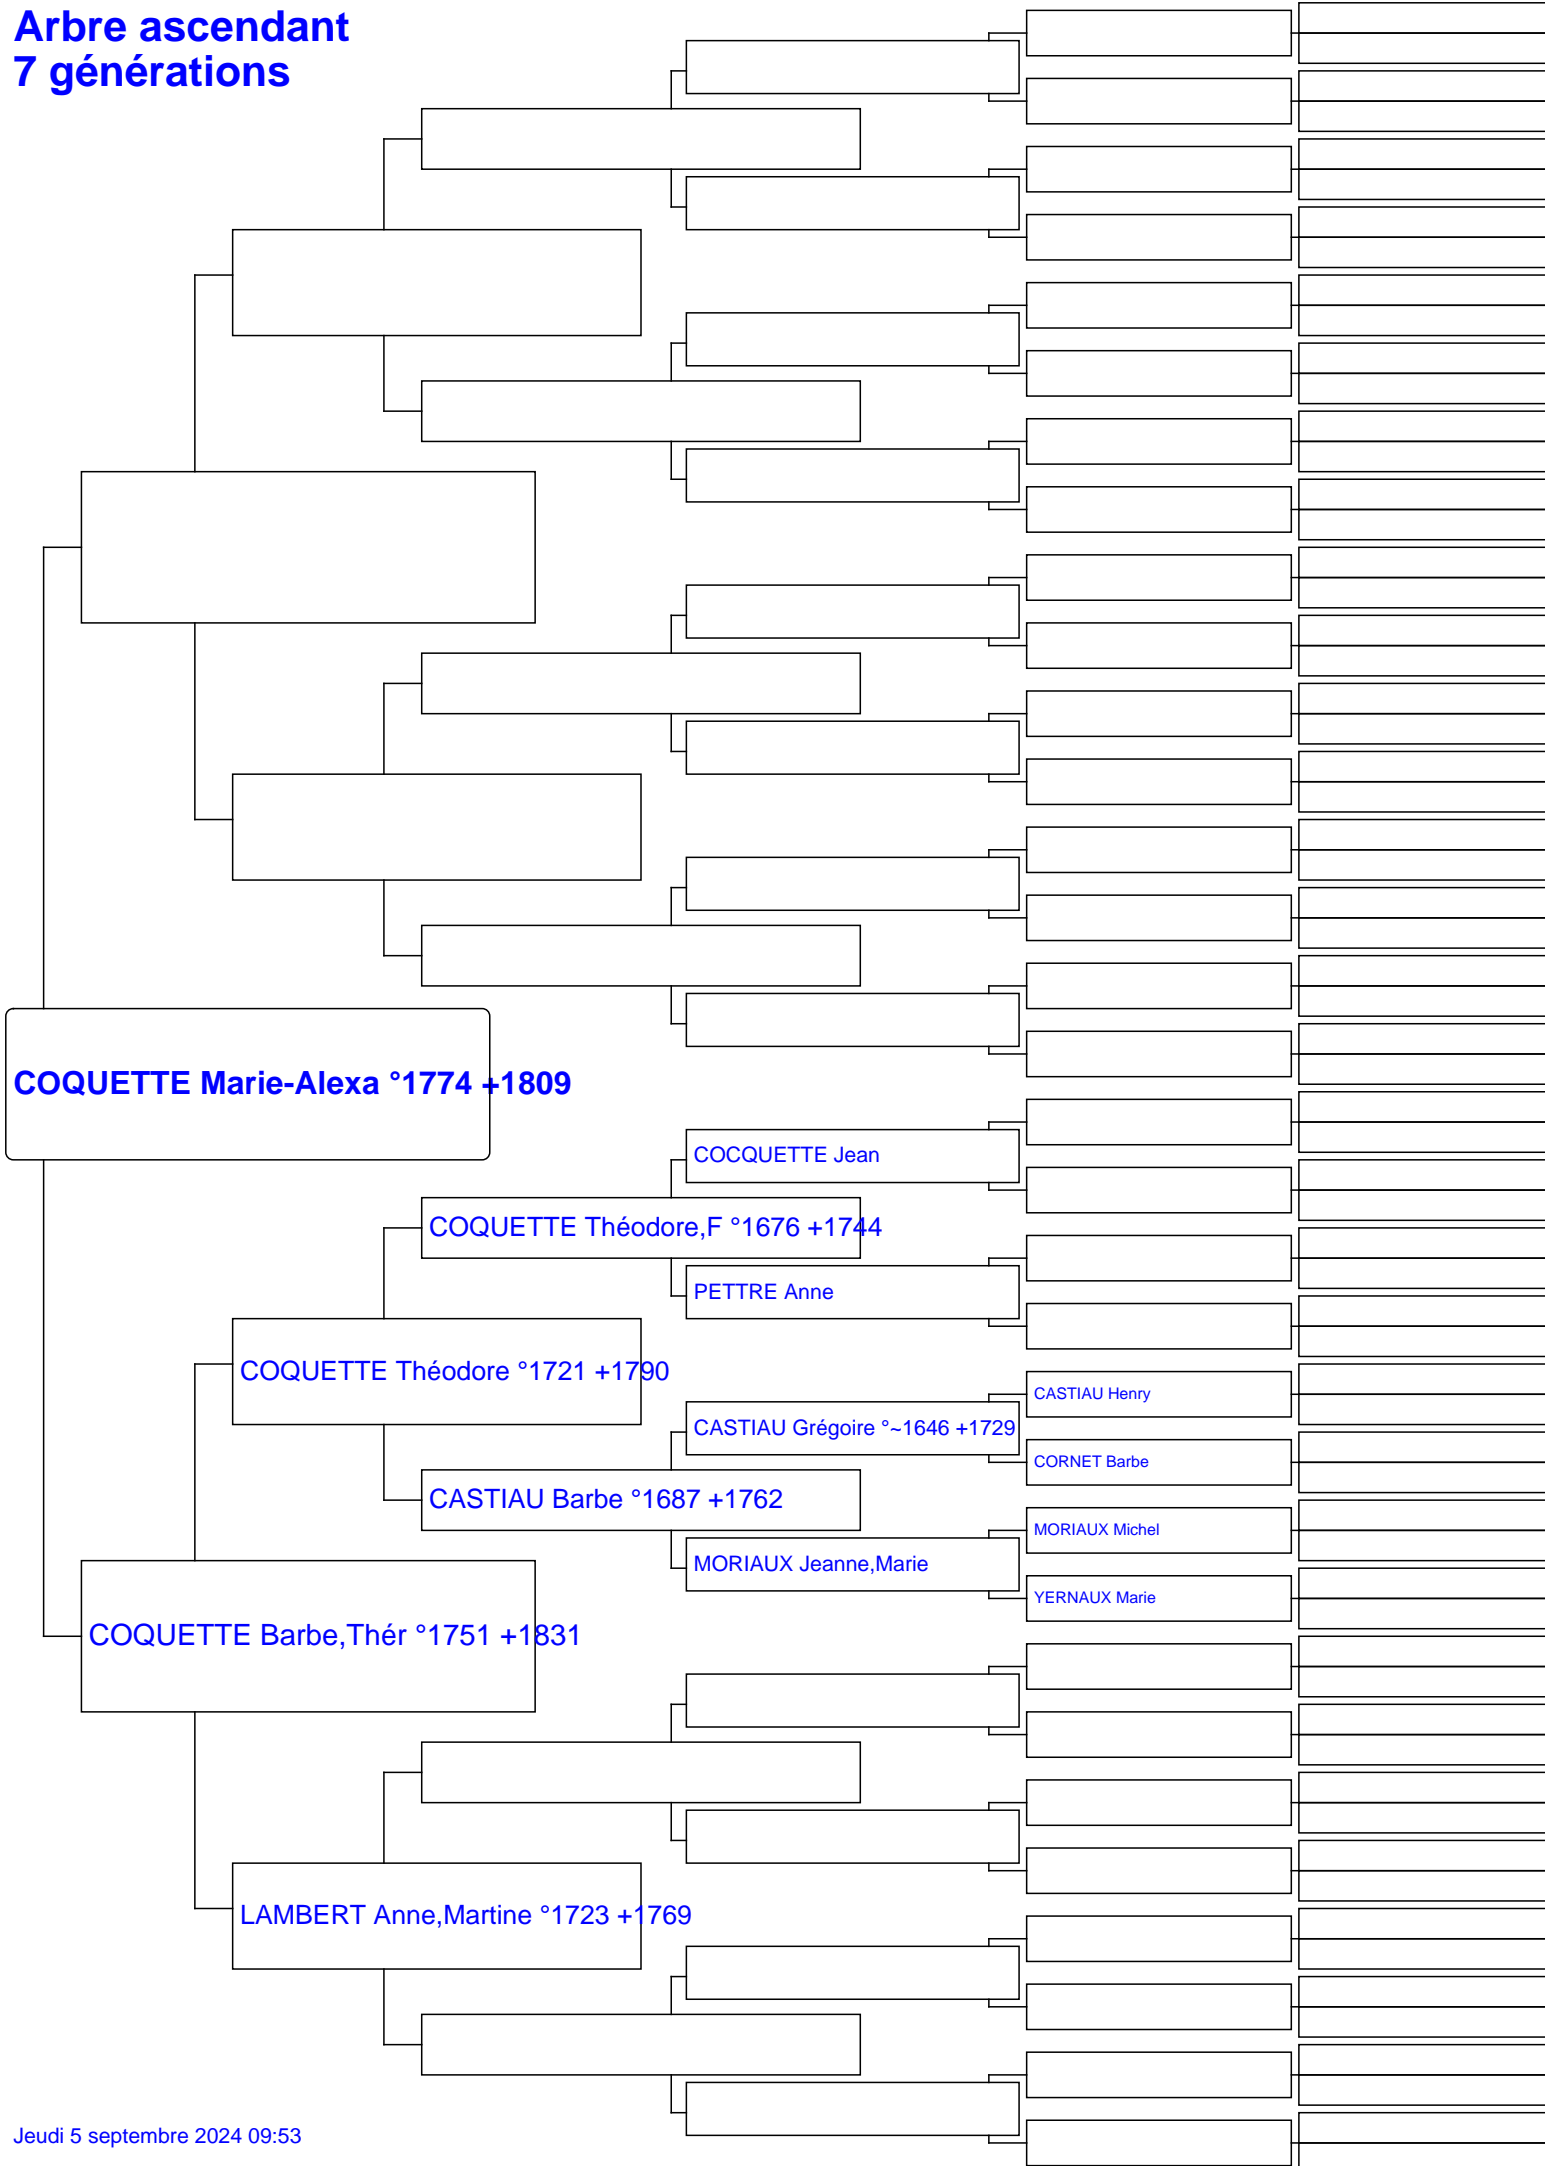 Arbre ascendant
7 générations
COQUETTE Marie-Alexa °1774 +1809
COCQUETTE Jean
COQUETTE Théodore,F °1676 +1744
PETTRE Anne
COQUETTE Théodore °1721 +1790
CASTIAU Henry
CASTIAU Grégoire °~1646 +1729
CORNET Barbe
CASTIAU Barbe °1687 +1762
MORIAUX Michel
MORIAUX Jeanne,Marie
YERNAUX Marie
COQUETTE Barbe,Thér °1751 +1831
LAMBERT Anne,Martine °1723 +1769
Jeudi 5 septembre 2024 09:53